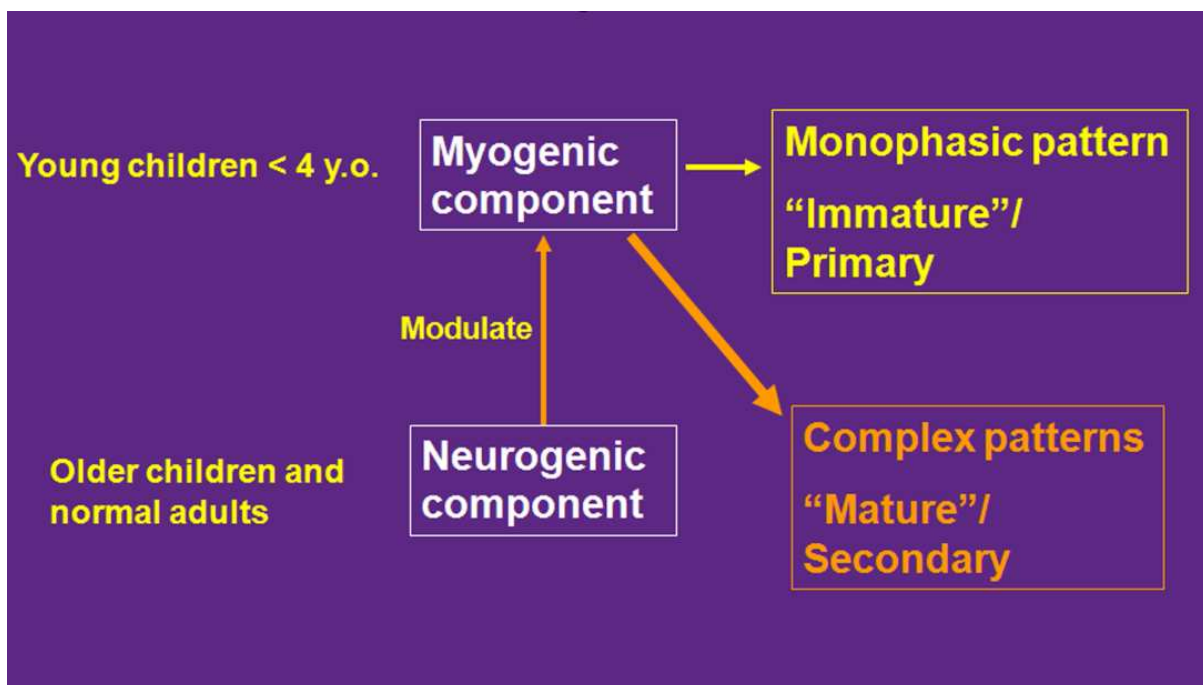 Young children < 4 y.o.
Myogenic
component
Monophasic pattern
“Immature”/
Primary
Modulate
Older children and
normal adults
Neurogenic
component
Complex patterns
“Mature”/
Secondary